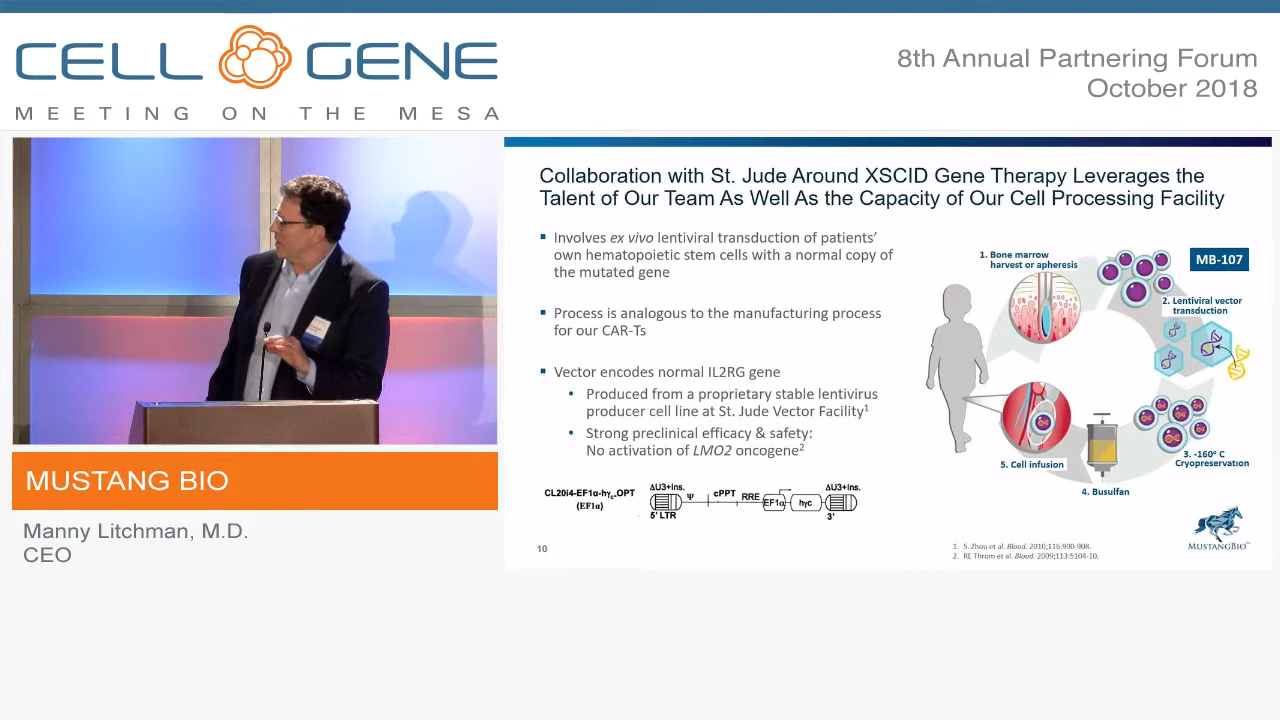 CELL GENE
MEETING ON THE MESA
8th Annual Partnering Forum
October 2018
MUSTANG BIO
Manny Litchman, M.D.
CEO
Collaboration with St. Jude Around XSCID Gene Therapy Leverages the
Talent of Our Team As Well As the Capacity of Our Cell Processing Facility
▪ Involves ex vivo lentiviral transduction of patients’
own hematopoietic stem cells with a normal copy of
the mutated gene
▪ Process is analogous to the manufacturing process
for our CAR-Ts
▪ Vector encodes normal IL2RG gene
• Produced from a proprietary stable lentivirus
producer cell line at St. Jude Vector Facility¹
• Strong preclinical efficacy & safety:
No activation of LMO2 oncogene²
CL20i4-EF1α-hγc-OPT
(EF1α)
ΔU3+Ins.
5' LTR
Ψ
cPPT
RRE
EF1α
hγc
ΔU3+Ins.
3'
MB-107
1. Bone marrow
harvest or apheresis
2. Lentiviral vector
transduction
3. -160° C
Cryopreservation
4. Busulfan
5. Cell infusion
10
1. S. Zhou et al. Blood. 2010;116:900-908.
2. RE Throm et al. Blood. 2009;113:5104-10.
MUSTANGBIO